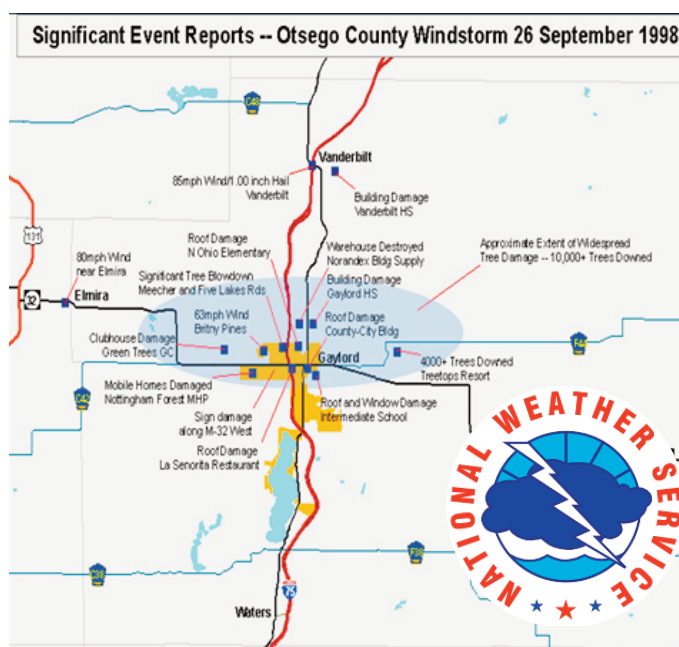 Significant Event Reports -- Otsego County Windstorm 26 September 1998
C48
Vanderbilt
85mph Wind/1.00 inch Hail
Vanderbilt
Building Damage
Vanderbilt HS
131
Roof Damage
N Ohio Elementary
Warehouse Destroyed
Norandex Bldg Supply
Approximate Extent of Widespread
Tree Damage -- 10,000+ Trees Downed
80mph Wind
near Elmira
Significant Tree Blowdown
Meecher and Five Lakes Rds
Building Damage
Gaylord HS
32
Elmira
63mph Wind
Britny Pines
Roof Damage
County-City Bldg
Clubhouse Damage
Green Trees GC
F44
Gaylord
4000+ Trees Downed
Treetops Resort
Mobile Homes Damaged
Nottingham Forest MHP
C42
Roof and Window Damage
Intermediate School
Sign damage
along M-32 West
Roof Damage
La Senorita Restaurant
F38
C38
75
Waters
NATIONAL WEATHER SERVICE